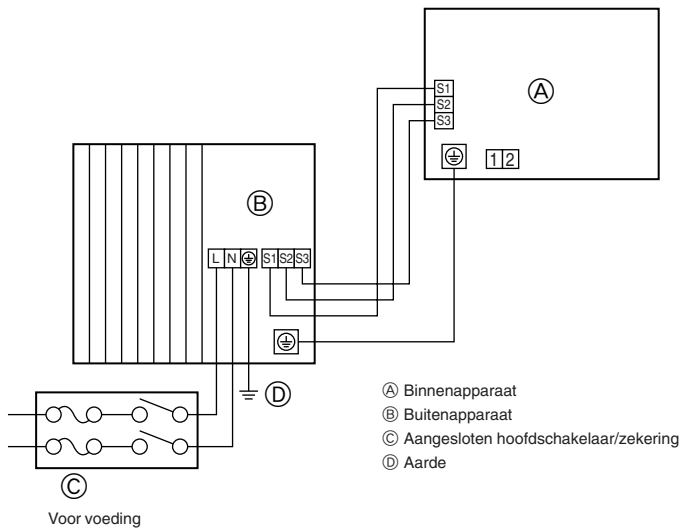 S1
S2
S3
Ⓐ
1 2
Ⓑ
L N S1 S2 S3
Ⓓ
Ⓒ
Voor voeding
Ⓐ Binnenapparaat
Ⓑ Buitenapparaat
Ⓒ Aangesloten hoofdschakelaar/zekering
Ⓓ Aarde